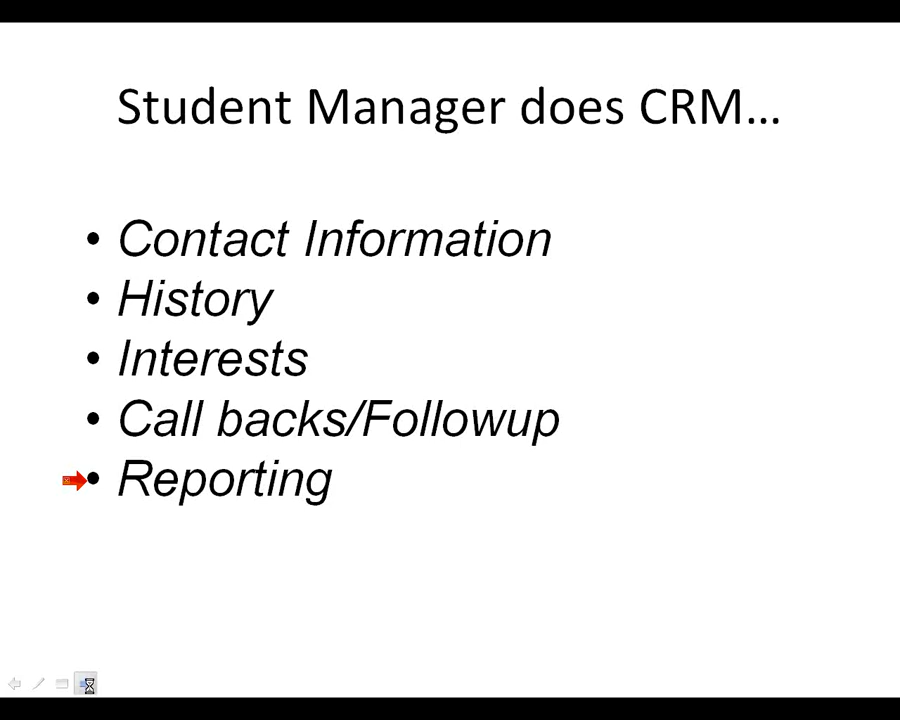 Student Manager does CRM…
• Contact Information
• History
• Interests
• Call backs/Followup
• Reporting